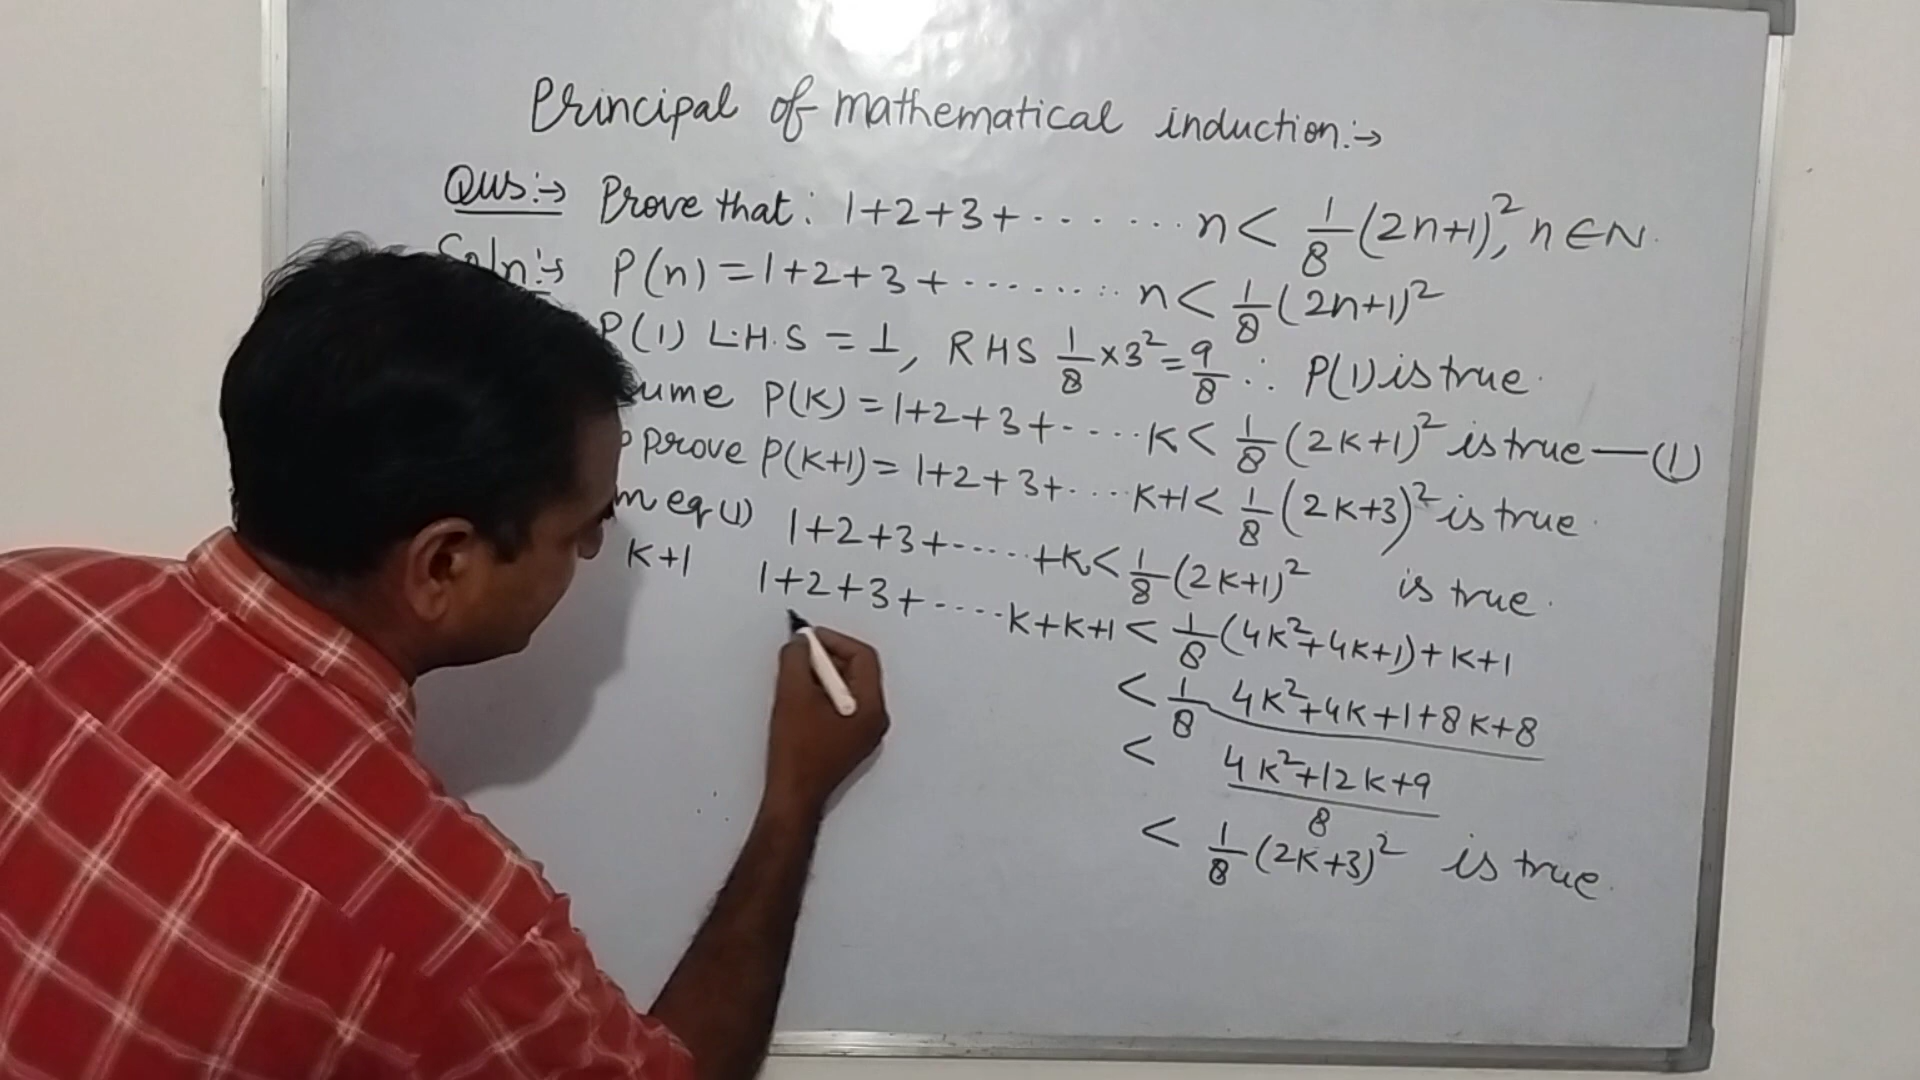 Principal of mathematical induction:→
Qus:→ Prove that: 1+2+3+.......n< 1/8 (2n+1)², n∈N.
Soln:→ P(n)=1+2+3+.........n< 1/8 (2n+1)²
P(1) L.H.S = 1, RHS 1/8 ×3²= 9/8 ∴ P(1) is true.
P(K)=1+2+3+....K< 1/8 (2K+1)² is true—(1)
prove P(K+1)= 1+2+3+....K+1< 1/8 (2K+3)² is true.
eq(1) 1+2+3+.....+K< 1/8 (2K+1)² is true.
K+1 1+2+3+....K+K+1 < 1/8 (4K²+4K+1)+K+1
< 1/8 4K²+4K+1+8K+8
< 4K²+12K+9/8
< 1/8 (2K+3)² is true.